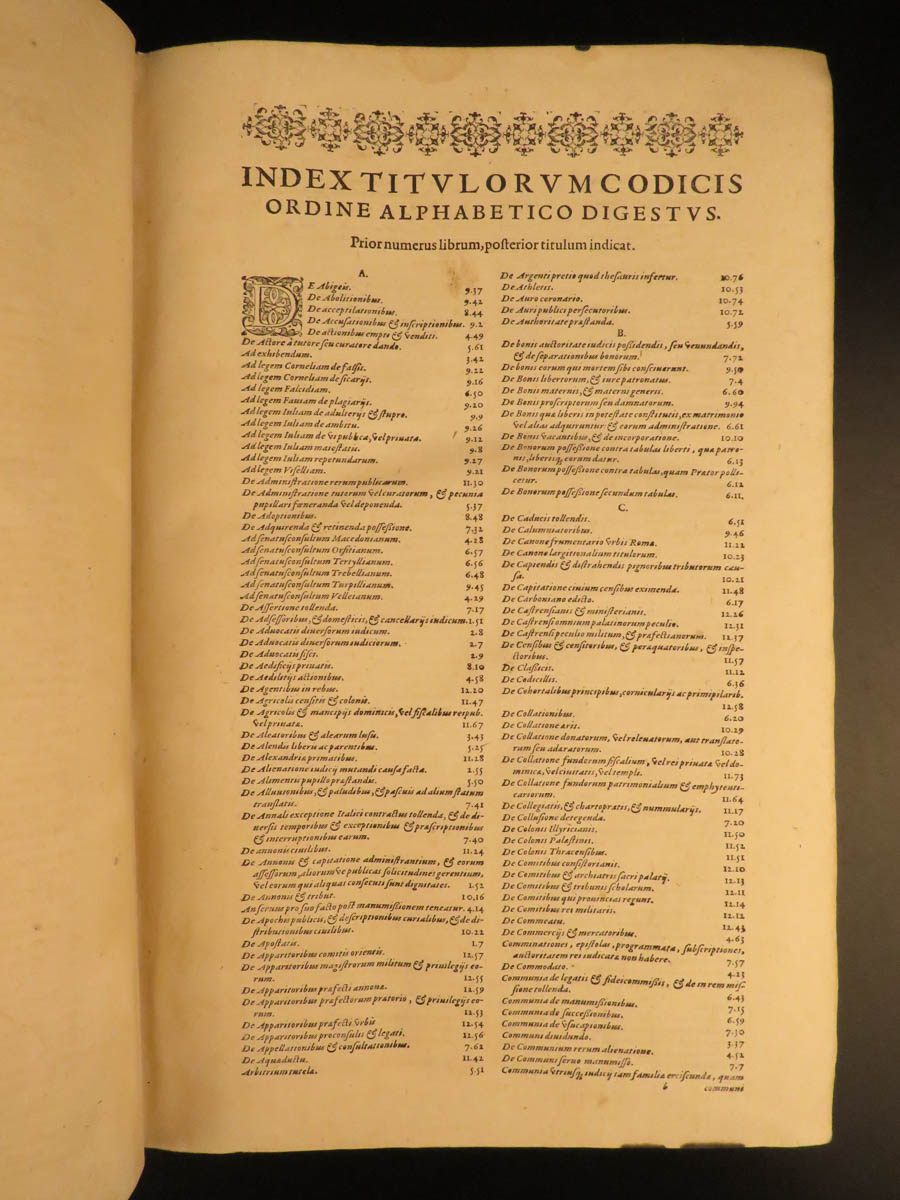 INDEX TITVLORVM CODICIS
ORDINE ALPHABETICO DIGESTVS.
Prior numerus librum, posterior titulum indicat.
A.
DE Abigeis. 9.37
De Abolitionibus. 9.42
De acceptilationibus. 8.44
De Accusationibus & inscriptionibus. 9.2
De actionibus empti & venditi. 4.49
De Actore à tutore seu curatore dando. 5.61
Ad exhibendum. 3.42
Ad legem Corneliam de falsis. 9.22
Ad legem Corneliam de sicarijs. 9.16
Ad legem Falcidiam. 6.50
Ad legem Fauiam de plagiarijs. 9.20
Ad legem Iuliam de adulterijs & stupro. 9.9
Ad legem Iuliam de ambitu. 9.26
Ad legem Iuliam de vi publica, vel priuata. 9.12
Ad legem Iuliam maiestatis. 9.8
Ad legem Iuliam repetundarum. 9.27
Ad legem Viselliam. 9.21
De Administratione rerum publicarum. 11.30
De Administratione tutorum vel curatorum, & pecunia
pupillari fœneranda vel deponenda. 5.37
De Adoptionibus. 8.48
De Adquirenda & retinenda possessione. 7.32
Ad senatusconsultum Macedonianum. 4.28
Ad senatusconsultum Orfitianum. 6.57
Ad senatusconsultum Tertyllianum. 6.56
Ad senatusconsultum Trebellianum. 6.48
Ad senatusconsultum Turpillianum. 9.45
Ad senatusconsultum Velleianum. 4.29
De Assertione tollenda. 7.17
De Adsessoribus, & domesticis, & cancellarijs iudicum. 1.51
De Aduocatis diuersorum iudicum. 2.8
De Aduocatis diuersorum iudiciorum. 2.7
De Aduocatis fisci. 2.9
De Aedificijs priuatis. 8.10
De Aedilitijs actionibus. 4.58
De Agentibus in rebus. 12.20
De Agricolis censitis & colonis. 11.47
De Agricolis & mancipijs dominicis, vel fiscalibus reipub.
vel priuata. 11.67
De Aleatoribus & alearum lusu. 3.43
De Alendis liberis ac parentibus. 5.25
De Alexandria primatibus. 11.28
De Alienatione iudicij mutandi causa facta. 2.55
De Alimentis pupillo præstandis. 5.50
De Alluuionibus, & paludibus, & pascuis ad alium statum
translatis. 7.41
De Annali exceptione Italici contractus tollenda, & de di-
uersis temporibus & exceptionibus & præscriptionibus
& interruptionibus earum. 7.40
De annonis ciuilibus. 11.24
De Annonis & capitatione administrantium, & eorum
assessorum, aliorumve publicas solicitudines gerentium,
vel eorum qui aliquas consecuti sunt dignitates. 1.52
De Annonis & tribut. 10.16
An seruus pro suo facto post manumissionem teneatur. 4.14
De Apochis publicis, & descriptionibus curialibus, & de di-
stributionibus ciuilibus. 10.22
De Apostatis. 1.7
De Apparitoribus comitis orientis. 12.57
De Apparitoribus magistrorum militum & priuilegijs eo-
rum. 12.55
De Apparitoribus præfecti annonæ. 12.59
De Apparitoribus præfectorum prætorio, & priuilegijs eo-
rum. 12.53
De Apparitoribus præfecti vrbis 12.54
De Apparitoribus proconsulis & legati. 12.56
De Appellationibus & consultationibus. 7.62
De Aquæductu. 11.42
Arbitrium tutelæ. 5.51
De Argenti pretio quod thesauris infertur. 10.76
De Athletis. 10.53
De Auro coronario. 10.74
De Auri publici persecutoribus. 10.72
De Authoritate præstanda. 5.59
B.
De bonis auctoritate iudicis possidendis, seu venundandis,
& de separationibus bonorum. 7.72
De bonis eorum qui mortem sibi consciuerunt. 9.50
De Bonis libertorum, & iure patronatus. 7.4
De Bonis maternis, & materni generis. 6.60
De Bonis proscriptorum seu damnatorum. 9.94
De Bonis quæ liberis in potestate constitutis, ex matrimonio
vel alias adquiruntur & eorum administratione. 6.61
De Bonis vacantibus, & de incorporatione. 10.10
De Bonorum possessione contra tabulas liberti, quæ patro-
nis, liberisq; eorum datur. 6.13
De Bonorum possessione contra tabulas, quam Prætor polli-
cetur. 6.12
De Bonorum possessione secundum tabulas. 6.11.
C.
De Caducis tollendis. 6.51
De Calumniatoribus. 9.46
De Canone frumentario vrbis Romæ. 11.22
De Canone largitionalium titulorum. 10.23
De Capiendis & distrahendis pignoribus tributorum cau-
sa. 10.21
De Capitatione ciuium censibus eximenda. 11.48
De Carboniano edicto. 6.17
De Castrensianis & ministerianis. 12.26
De Castrensi omnium palatinorum peculio. 12.31
De Castrensi peculio militum, & præfectianorum. 12.37
De Censibus & censitoribus, & peræquatoribus, & inspe-
ctoribus. 11.57
De Classicis. 11.12
De Codicillis. 6.36
De Cohortalibus principibus, cornicularijs ac primipilarib.
12.58
De Collationibus. 6.20
De Collatione æris. 10.29
De Collatione donatorum, vel releuatorum, aut translato-
rum seu adæratorum. 10.28
De Collatione fundorum fiscalium, vel rei priuatæ vel do-
minicæ, vel ciuitatis, vel templi. 11.73
De Collatione fundorum patrimonialium & emphyteuti-
cariorum. 11.64
De Collegiatis, & chartopratis, & nummularijs. 11.17
De Collusione detegenda. 7.20
De Colonis Illyricianis. 11.50
De Colonis Palæstinis. 11.52
De Colonis Thracensibus. 11.51
De Comitibus consistorianis. 12.10
De Comitibus & archiatris sacri palatij. 12.13
De Comitibus & tribunis scholarum. 12.11
De Comitibus qui prouincias regunt. 12.14
De Comitibus rei militaris. 12.12
De Commeatu. 12.43
De Commercijs & mercatoribus. 4.63
Comminationes, epistolas, programmata, subscriptiones,
auctoritatem rei iudicatæ non habere. 7.57
De Commodato. 4.23
Communia de legatis & fideicommissis, & de in rem mis-
sione tollenda. 6.43
Communia de manumissionibus. 7.15
Communia de successionibus. 6.59
Communia de vsucapionibus. 7.30
Communi diuidundo. 3.37
De Communium rerum alienatione. 4.52
De Communi seruo manumisso. 7.7
Communia vtriusq; iudicij tam familiæ erciscundæ, quam
b communi